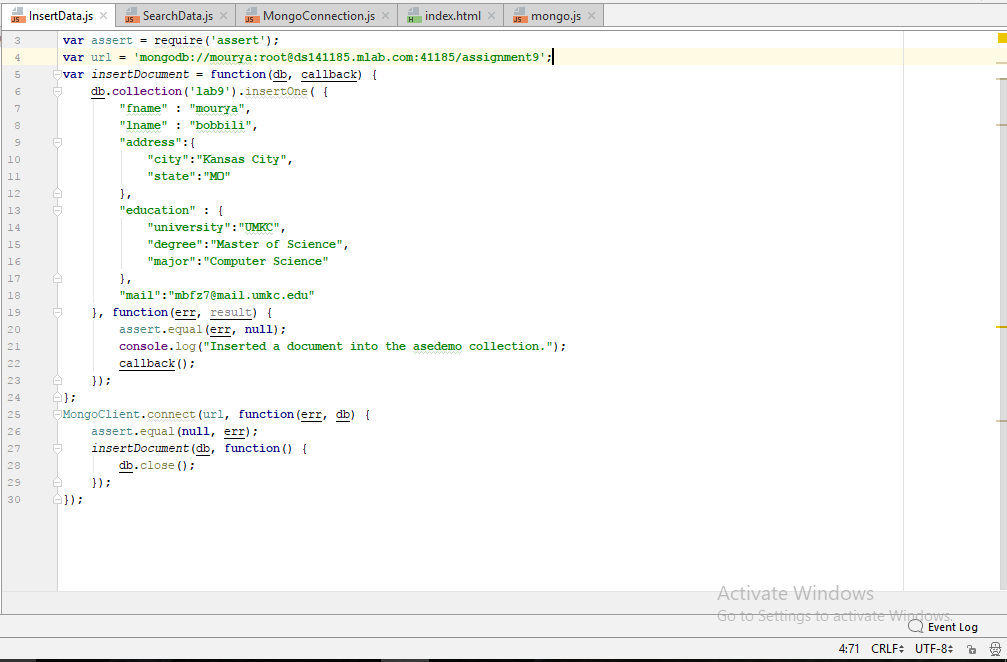 InsertData.js SearchData.js MongoConnection.js index.html mongo.js
3 var assert = require('assert');
4 var url = 'mongodb://mourya:root@ds141185.mlab.com:41185/assignment9';
5 var insertDocument = function(db, callback) {
6 db.collection('lab9').insertOne( {
7 "fname" : "mourya",
8 "lname" : "bobbili",
9 "address":{
10 "city":"Kansas City",
11 "state":"MO"
12 },
13 "education" : {
14 "university":"UMKC",
15 "degree":"Master of Science",
16 "major":"Computer Science"
17 },
18 "mail":"mbfz7@mail.umkc.edu"
19 }, function(err, result) {
20 assert.equal(err, null);
21 console.log("Inserted a document into the asedemo collection.");
22 callback();
23 });
24 };
25 MongoClient.connect(url, function(err, db) {
26 assert.equal(null, err);
27 insertDocument(db, function() {
28 db.close();
29 });
30 });
Activate Windows
Go to Settings to activate Windows.
Event Log
4:71 CRLF UTF-8